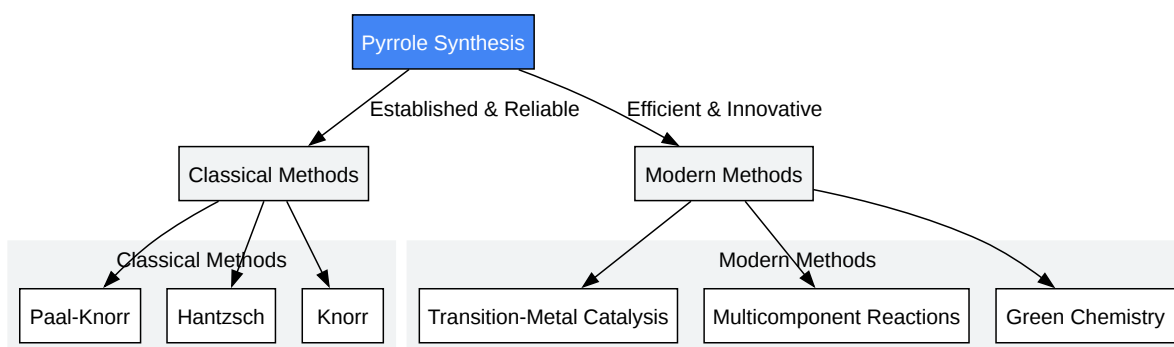 Pyrrole Synthesis
Established & Reliable
Efficient & Innovative
Classical Methods
Modern Methods
Classical Methods
Modern Methods
Paal-Knorr
Hantzsch
Knorr
Transition-Metal Catalysis
Multicomponent Reactions
Green Chemistry